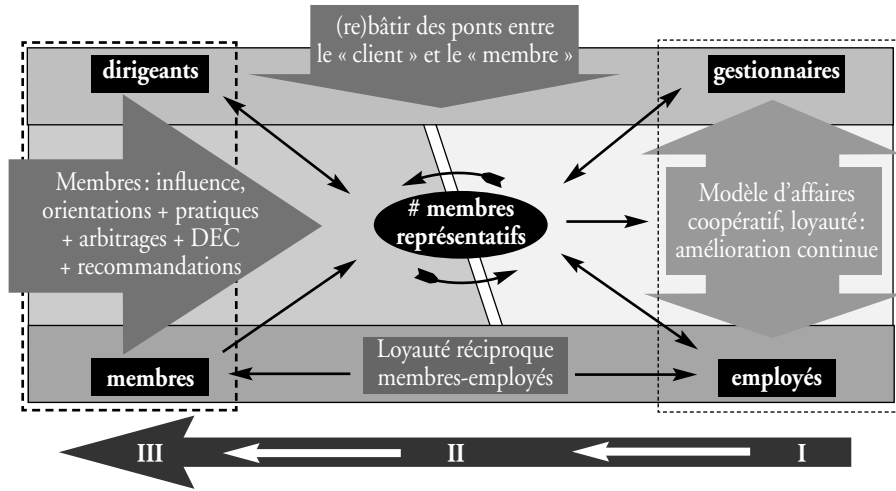 (re)bâtir des ponts entre
le « client » et le « membre »
dirigeants
gestionnaires
Membres : influence,
orientations + pratiques
+ arbitrages + DEC
+ recommandations
# membres
représentatifs
Modèle d’affaires
coopératif, loyauté :
amélioration continue
membres
Loyauté réciproque
membres-employés
employés
III
II
I